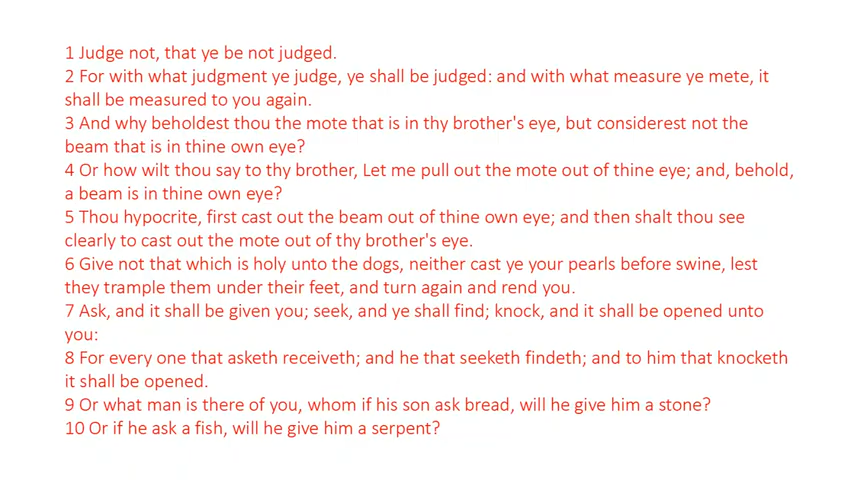 1 Judge not, that ye be not judged.
2 For with what judgment ye judge, ye shall be judged: and with what measure ye mete, it
shall be measured to you again.
3 And why beholdest thou the mote that is in thy brother's eye, but considerest not the
beam that is in thine own eye?
4 Or how wilt thou say to thy brother, Let me pull out the mote out of thine eye; and, behold,
a beam is in thine own eye?
5 Thou hypocrite, first cast out the beam out of thine own eye; and then shalt thou see
clearly to cast out the mote out of thy brother's eye.
6 Give not that which is holy unto the dogs, neither cast ye your pearls before swine, lest
they trample them under their feet, and turn again and rend you.
7 Ask, and it shall be given you; seek, and ye shall find; knock, and it shall be opened unto
you:
8 For every one that asketh receiveth; and he that seeketh findeth; and to him that knocketh
it shall be opened.
9 Or what man is there of you, whom if his son ask bread, will he give him a stone?
10 Or if he ask a fish, will he give him a serpent?